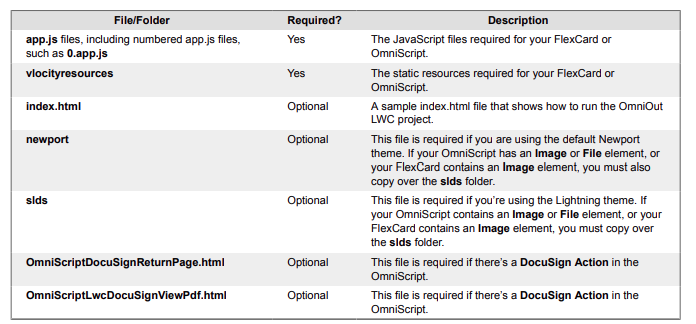 File/Folder Required? Description
app.js files, including numbered app.js files, Yes The JavaScript files required for your FlexCard or
such as 0.app.js OmniScript.
vlocityresources Yes The static resources required for your FlexCard or
OmniScript.
index.html Optional A sample index.html file that shows how to run the OmniOut
LWC project.
newport Optional This file is required if you are using the default Newport
theme. If your OmniScript has an Image or File element, or
your FlexCard contains an Image element, you must also
copy over the slds folder.
slds Optional This file is required if you're using the Lightning theme. If
your OmniScript contains an Image or File element, or your
FlexCard contains an Image element, you must copy over
the slds folder.
OmniScriptDocuSignReturnPage.html Optional This file is required if there's a DocuSign Action in the
OmniScript.
OmniScriptLwcDocuSignViewPdf.html Optional This file is required if there's a DocuSign Action in the
OmniScript.